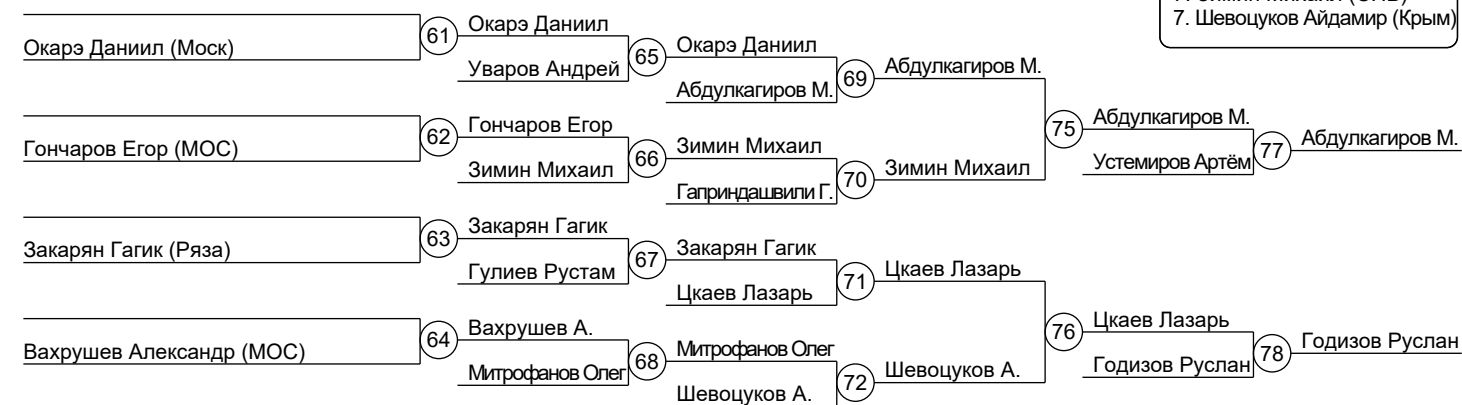 7. Шевоцуков Айдамир (Крым)
Окарэ Даниил (Моск)
61
Окарэ Даниил
Уваров Андрей
65
Окарэ Даниил
Абдулкагиров М.
69
Абдулкагиров М.
Гончаров Егор (МОС)
62
Гончаров Егор
Зимин Михаил
66
Зимин Михаил
Гаприндашвили Г.
70
Зимин Михаил
75
Абдулкагиров М.
Устемиров Артём
77
Абдулкагиров М.
Закарян Гагик (Ряза)
63
Закарян Гагик
Гулиев Рустам
67
Закарян Гагик
Цкаев Лазарь
71
Цкаев Лазарь
Вахрушев Александр (МОС)
64
Вахрушев А.
Митрофанов Олег
68
Митрофанов Олег
Шевоцуков А.
72
Шевоцуков А.
76
Цкаев Лазарь
Годизов Руслан
78
Годизов Руслан